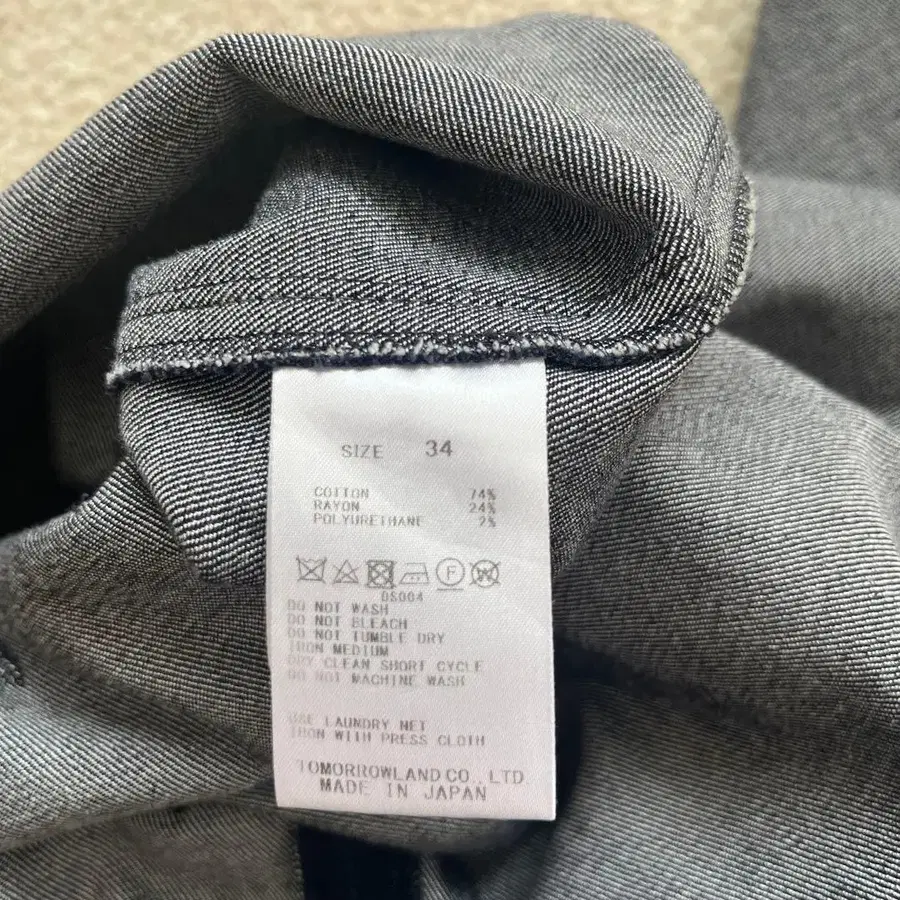 SIZE 34
COTTON 74%
RAYON 24%
POLYURETHANE 2%
F W
DS004
DO NOT WASH
DO NOT BLEACH
DO NOT TUMBLE DRY
IRON MEDIUM
DRY CLEAN SHORT CYCLE
DO NOT MACHINE WASH
USE LAUNDRY NET
IRON WITH PRESS CLOTH
TOMORROWLAND CO., LTD
MADE IN JAPAN